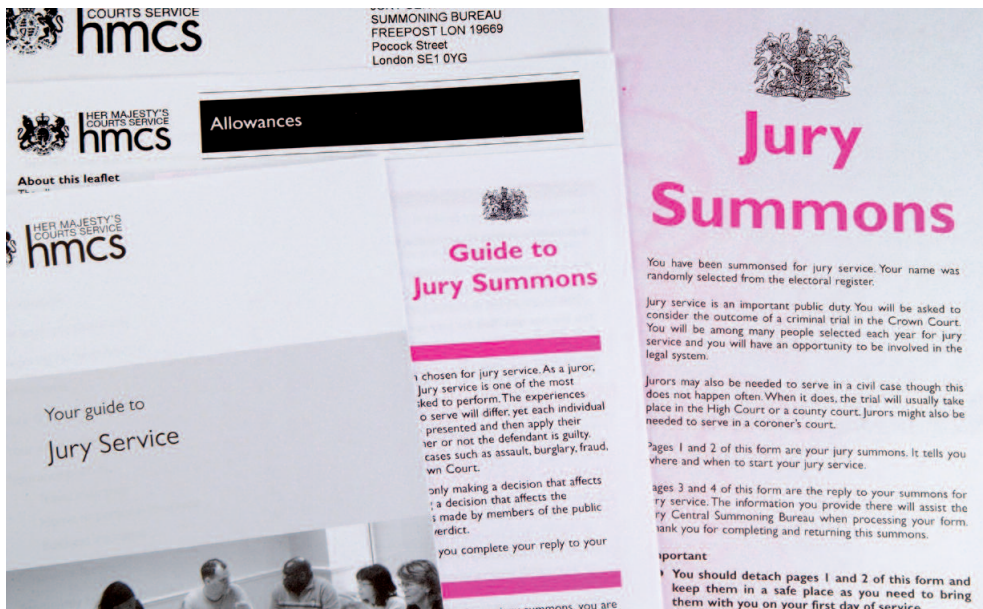 COURTS SERVICE
hmcs
SUMMONING BUREAU
FREEPOST LON 19669
Pocock Street
London SE1 0YG
HER MAJESTY'S
COURTS SERVICE
hmcs
Allowances
About this leaflet
HER MAJESTY'S
COURTS SERVICE
hmcs
Your guide to
Jury Service
Guide to
Jury Summons
chosen for jury service. As a juror,
Jury service is one of the most
ked to perform. The experiences
o serve will differ, yet each individual
presented and then apply their
er or not the defendant is guilty.
cases such as assault, burglary, fraud,
wn Court.
only making a decision that affects
a decision that affects the
s made by members of the public
verdict.
you complete your reply to your
summons, you are
Jury
Summons
You have been summonsed for jury service. Your name was
randomly selected from the electoral register.
Jury service is an important public duty. You will be asked to
consider the outcome of a criminal trial in the Crown Court.
You will be among many people selected each year for jury
service and you will have an opportunity to be involved in the
legal system.
Jurors may also be needed to serve in a civil case though this
does not happen often. When it does, the trial will usually take
place in the High Court or a county court. Jurors might also be
needed to serve in a coroner's court.
Pages 1 and 2 of this form are your jury summons. It tells you
where and when to start your jury service.
ages 3 and 4 of this form are the reply to your summons for
ry service. The information you provide there will assist the
ry Central Summoning Bureau when processing your form.
hank you for completing and returning this summons.
portant
You should detach pages 1 and 2 of this form and
keep them in a safe place as you need to bring
them with you on your first day of service